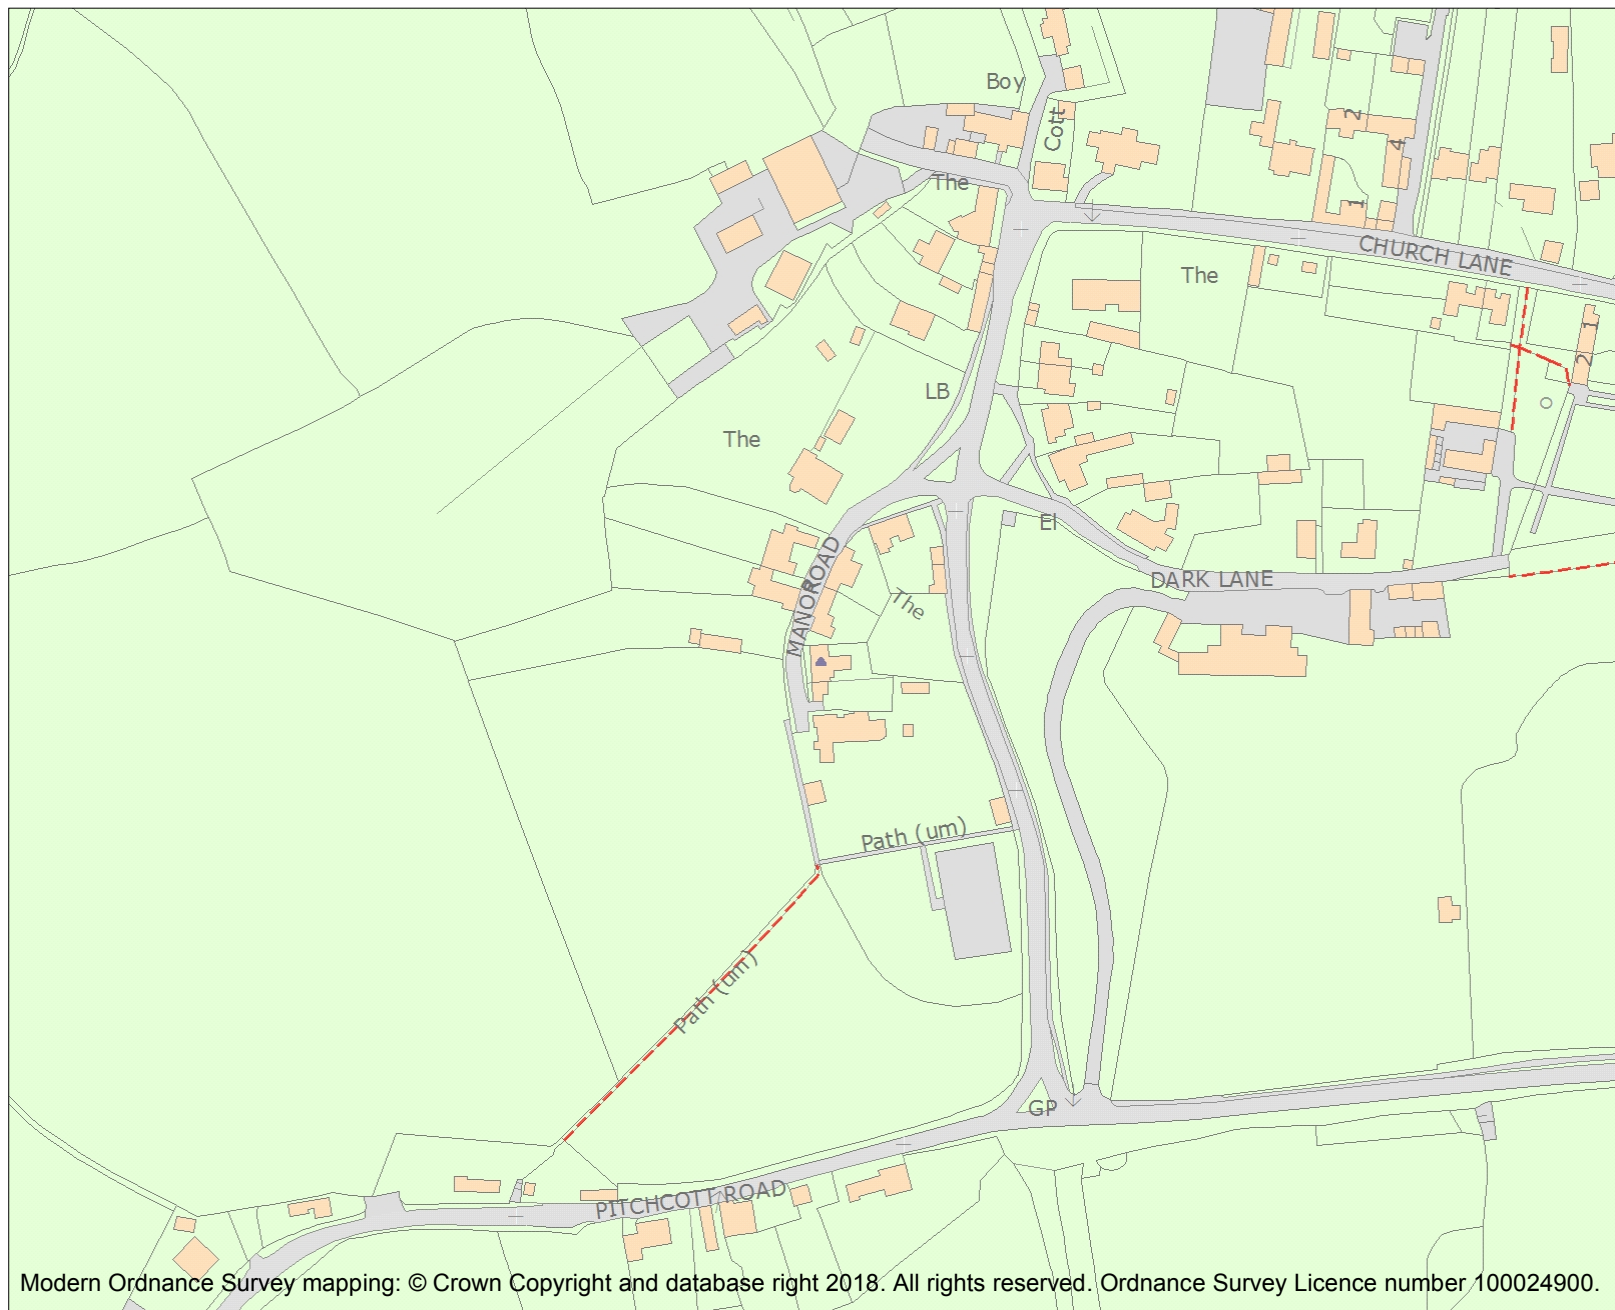 Boy
Cott
2
4
The
1
CHURCH LANE
The
1
2
LB
The
El
MANOROAD
DARK LANE
The
Path (um)
Path (um)
GP
PITCHCOTT ROAD
Modern Ordnance Survey mapping: © Crown Copyright and database right 2018. All rights reserved. Ordnance Survey Licence number 100024900.